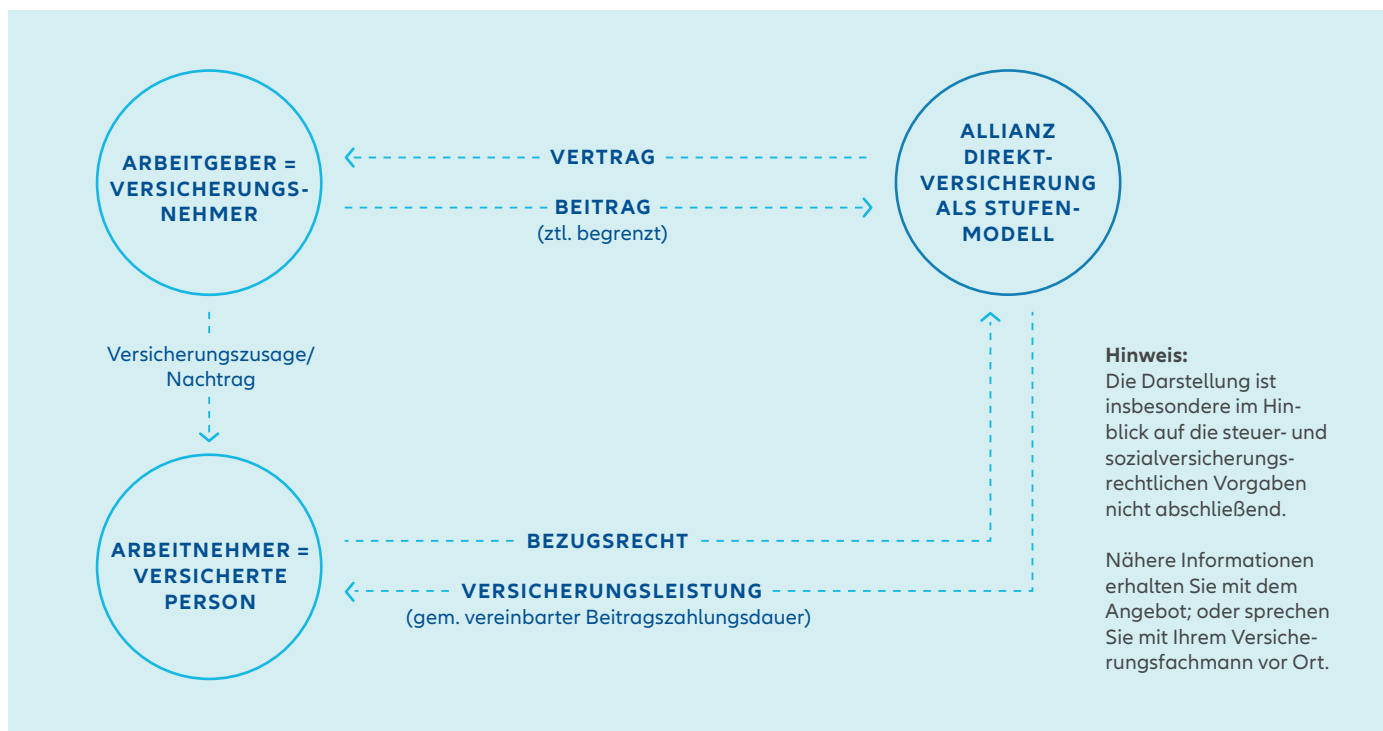 ARBEITGEBER =
VERSICHERUNGS-
NEHMER
VERTRAG
BEITRAG
(ztl. begrenzt)
ALLIANZ
DIREKT-
VERSICHERUNG
ALS STUFEN-
MODELL
Versicherungszusage/
Nachtrag
ARBEITNEHMER =
VERSICHERTE
PERSON
BEZUGSRECHT
VERSICHERUNGSLEISTUNG
(gem. vereinbarter Beitragszahlungsdauer)
Hinweis:
Die Darstellung ist
insbesondere im Hin-
blick auf die steuer- und
sozialversicherungs-
rechtlichen Vorgaben
nicht abschließend.
Nähere Informationen
erhalten Sie mit dem
Angebot; oder sprechen
Sie mit Ihrem Versiche-
rungsfachmann vor Ort.